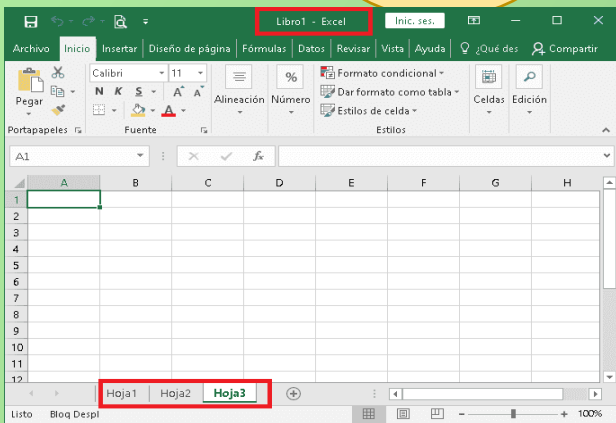 Libro1 - Excel Inic. ses.
Archivo Inicio Insertar Diseño de página Fórmulas Datos Revisar Vista Ayuda ¿Qué des Compartir
Pegar
Portapapeles
Calibri 11
N K S A A
A
Fuente
Alineación
% Número
Formato condicional
Dar formato como tabla
Estilos de celda
Estilos
Celdas Edición
A1 fx
A B C D E F G H
1
2
3
4
5
6
7
8
9
10
11
12
Hoja1 Hoja2 Hoja3
Listo Bloq Despl 100%